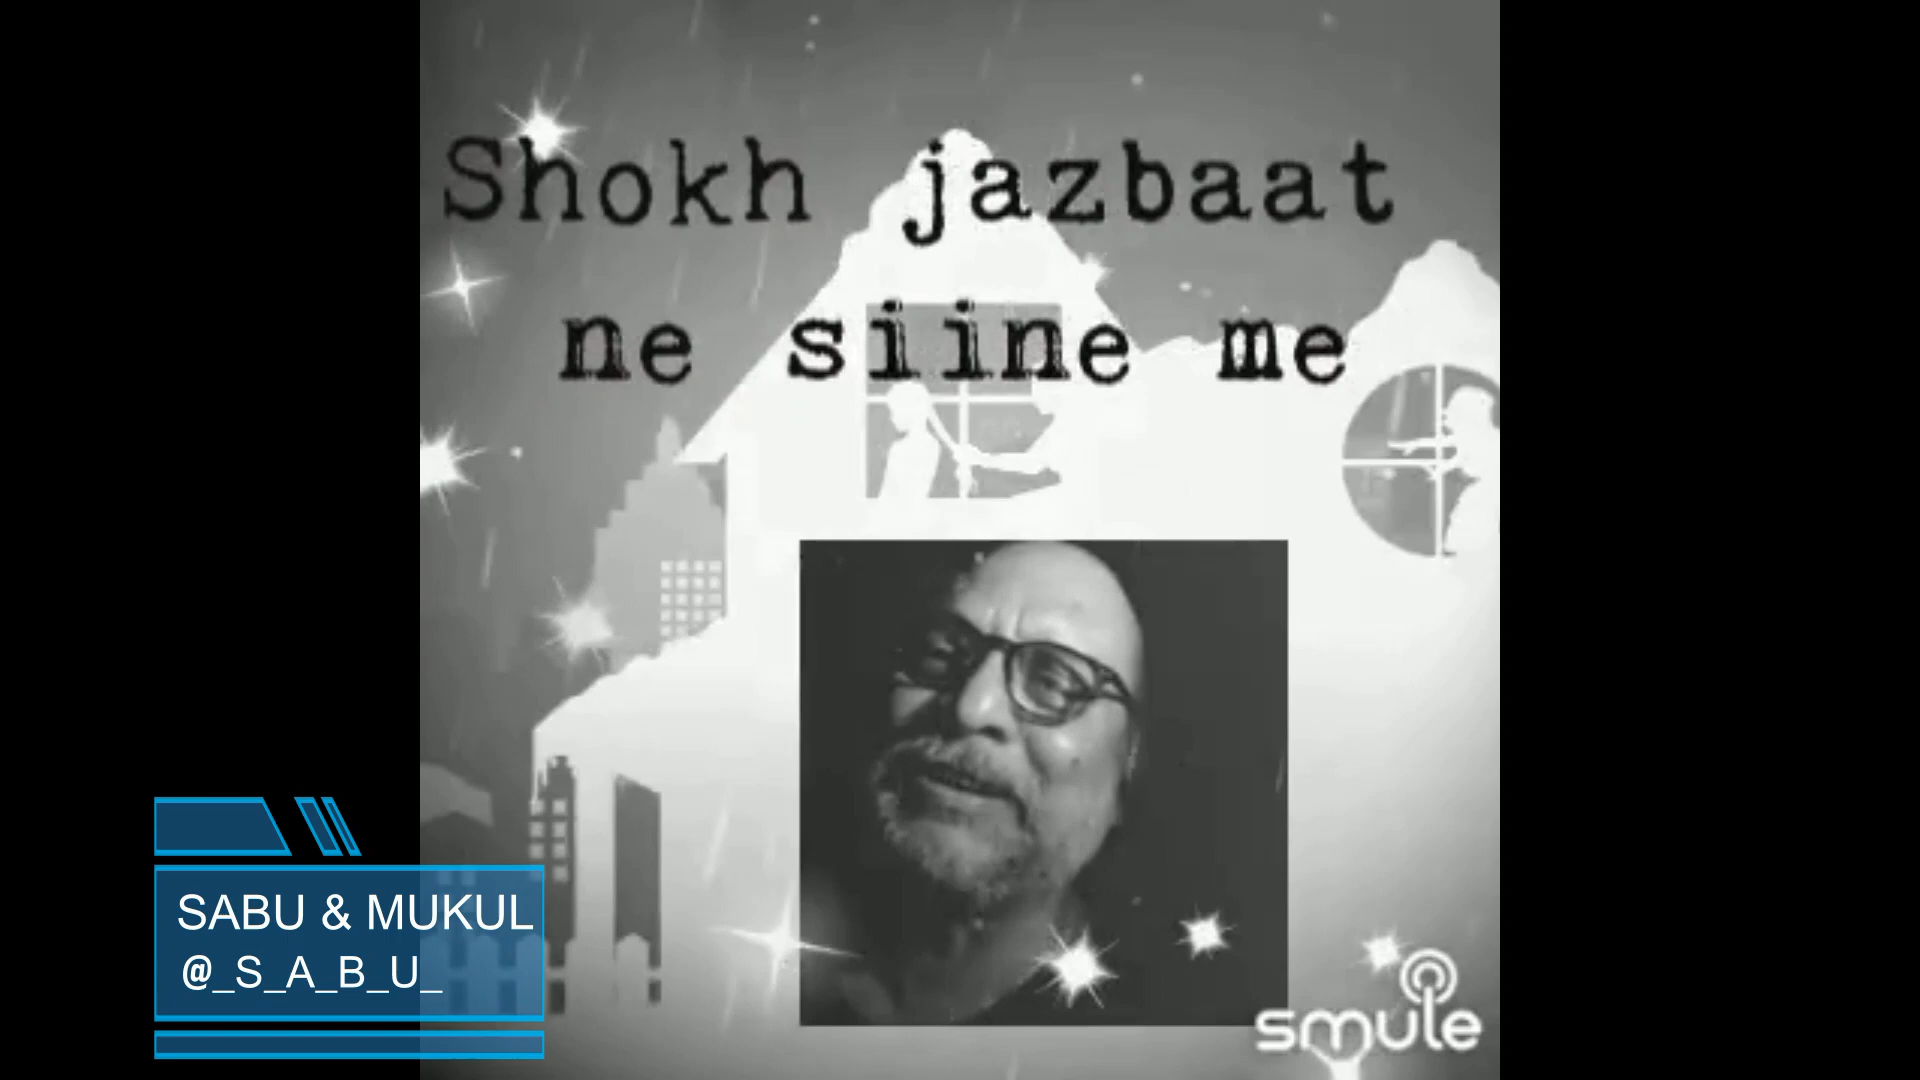 Shokh jazbaat
ne siine me
SABU & MUKUL
@_S_A_B_U_
smule